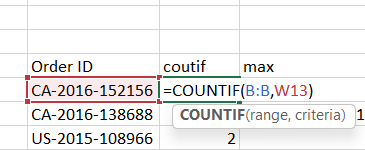 Order ID coutif max
CA-2016-152156 =COUNTIF(B:B,W13)
CA-2016-138688 COUNTIF(range, criteria) 1
US-2015-108966 2